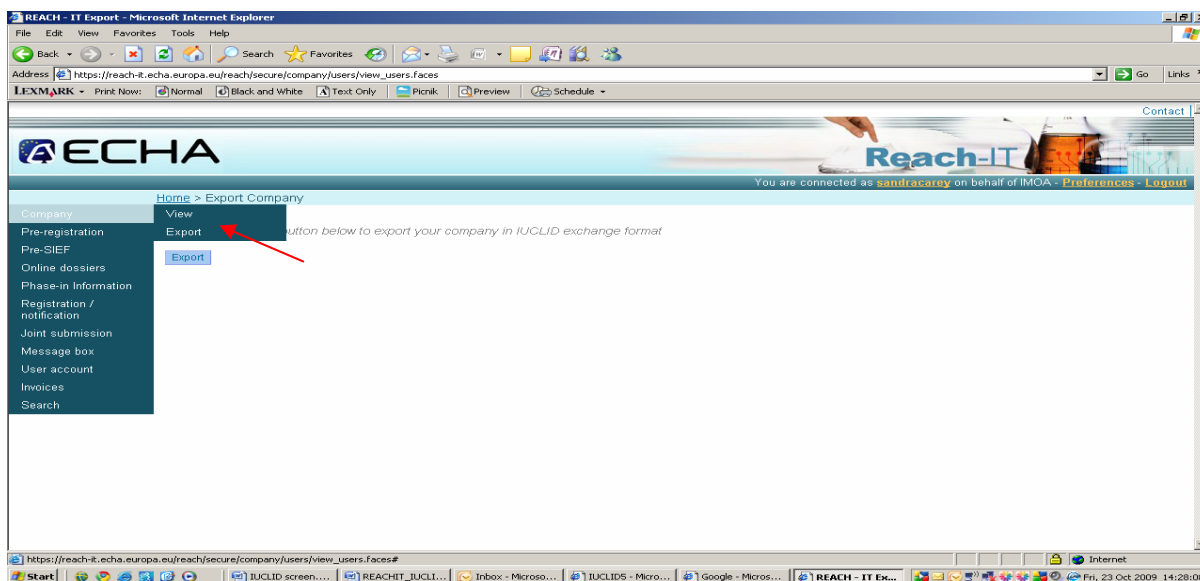 REACH - IT Export - Microsoft Internet Explorer
File Edit View Favorites Tools Help
Back Search Favorites
Address https://reach-it.echa.europa.eu/reach/secure/company/users/view_users.faces Go Links
LEXMARK Print Now: Normal Black and White Text Only Picnik Preview Schedule
Contact |
ECHA Reach-IT
You are connected as sandracarey on behalf of IMOA - Preferences - Logout
Home > Export Company
Company View
Pre-registration Export utton below to export your company in IUCLID exchange format
Pre-SIEF
Export
Online dossiers
Phase-in Information
Registration /
notification
Joint submission
Message box
User account
Invoices
Search
https://reach-it.echa.europa.eu/reach/secure/company/users/view_users.faces# Internet
Start IUCLID screen.... REACHIT_IUCLI... Inbox - Microso... IUCLID5 - Micro... Google - Micros... REACH - IT Ex... Fri, 23 Oct 2009 14:28:03